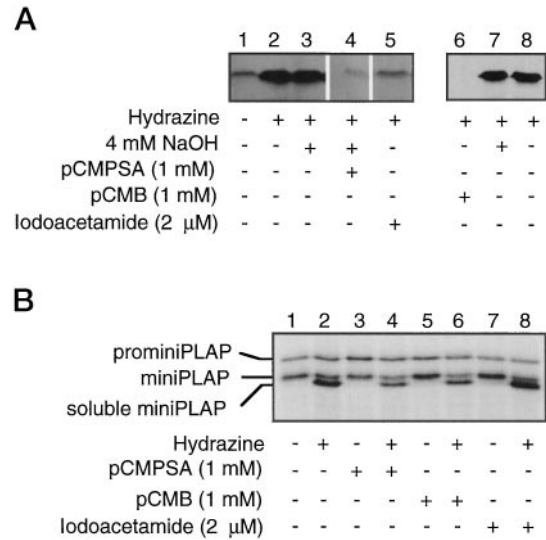 A
1 2 3 4 5 6 7 8
Hydrazine - + + + + + + +
4 mM NaOH - - + + - - + -
pCMPSA (1 mM) - - - + - - - -
pCMB (1 mM) - - - - - + - -
Iodoacetamide (2 µM) - - - - + - - -
B
1 2 3 4 5 6 7 8
prominiPLAP
miniPLAP
soluble miniPLAP
Hydrazine - + - + - + - +
pCMPSA (1 mM) - - + + - - - -
pCMB (1 mM) - - - - + + - -
Iodoacetamide (2 µM) - - - - - - + +